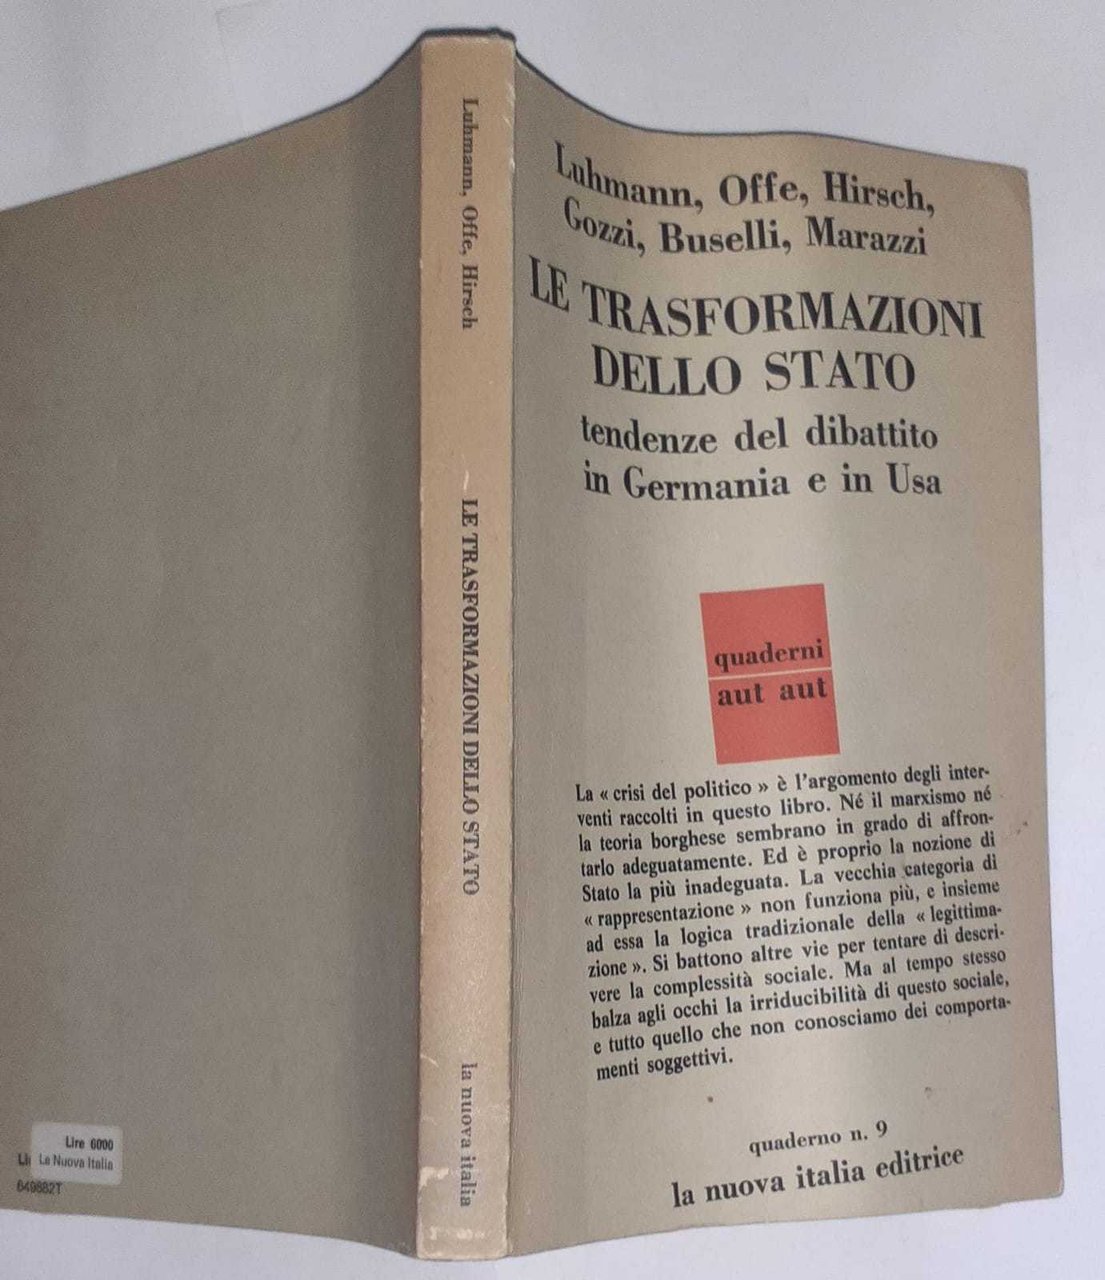 Luhmann, Offe, Hirsch,
Gozzi, Buselli, Marazzi
LE TRASFORMAZIONI
DELLO STATO
tendenze del dibattito
in Germania e in Usa
quaderni
aut aut
La « crisi del politico » è l'argomento degli inter-
venti raccolti in questo libro. Né il marxismo né
la teoria borghese sembrano in grado di affron-
tarlo adeguatamente. Ed è proprio la nozione di
Stato la più inadeguata. La vecchia categoria di
« rappresentazione » non funziona più, e insieme
ad essa la logica tradizionale della « legittima-
zione ». Si battono altre vie per tentare di descri-
vere la complessità sociale. Ma al tempo stesso
balza agli occhi la irriducibilità di questo sociale,
e tutto quello che non conosciamo dei comporta-
menti soggettivi.
quaderno n. 9
la nuova italia editrice
Luhmann, Offe, Hirsch
LE TRASFORMAZIONI DELLO STATO
la nuova italia
Lire 6000
La Nuova Italia